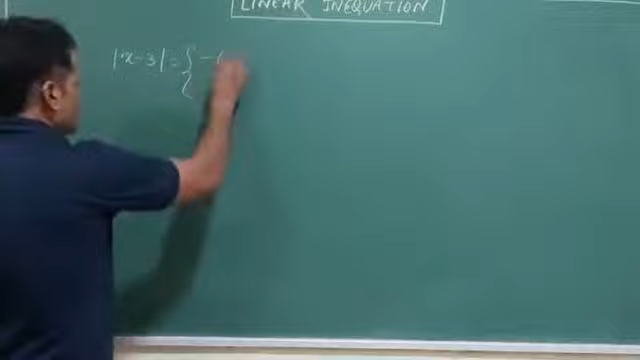 LINEAR INEQUATION
|x-3| = { -(